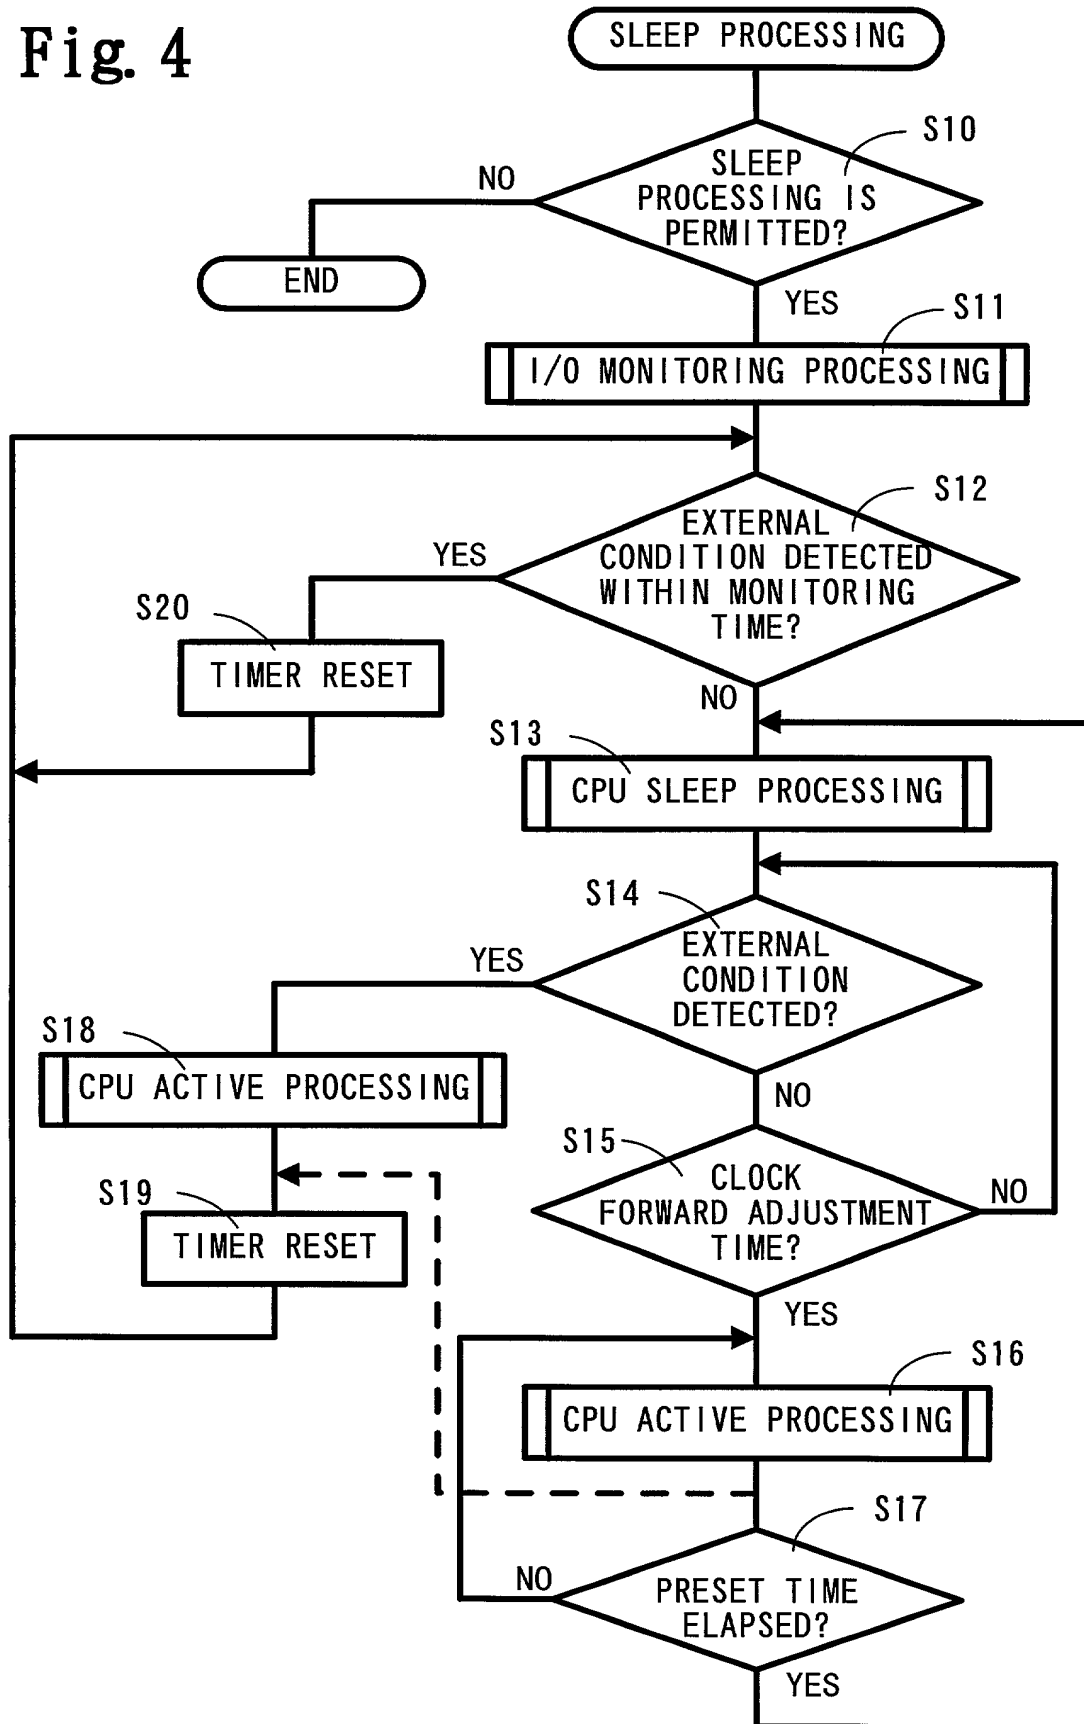 Fig. 4
SLEEP PROCESSING
S10
SLEEP
PROCESSING IS
PERMITTED?
NO
END
YES
S11
I/O MONITORING PROCESSING
S12
EXTERNAL
CONDITION DETECTED
WITHIN MONITORING
TIME?
YES
S20
TIMER RESET
NO
S13
CPU SLEEP PROCESSING
S14
EXTERNAL
CONDITION
DETECTED?
YES
S18
CPU ACTIVE PROCESSING
NO
S15
CLOCK
FORWARD ADJUSTMENT
TIME?
NO
S19
TIMER RESET
YES
S16
CPU ACTIVE PROCESSING
S17
PRESET TIME
ELAPSED?
NO
YES